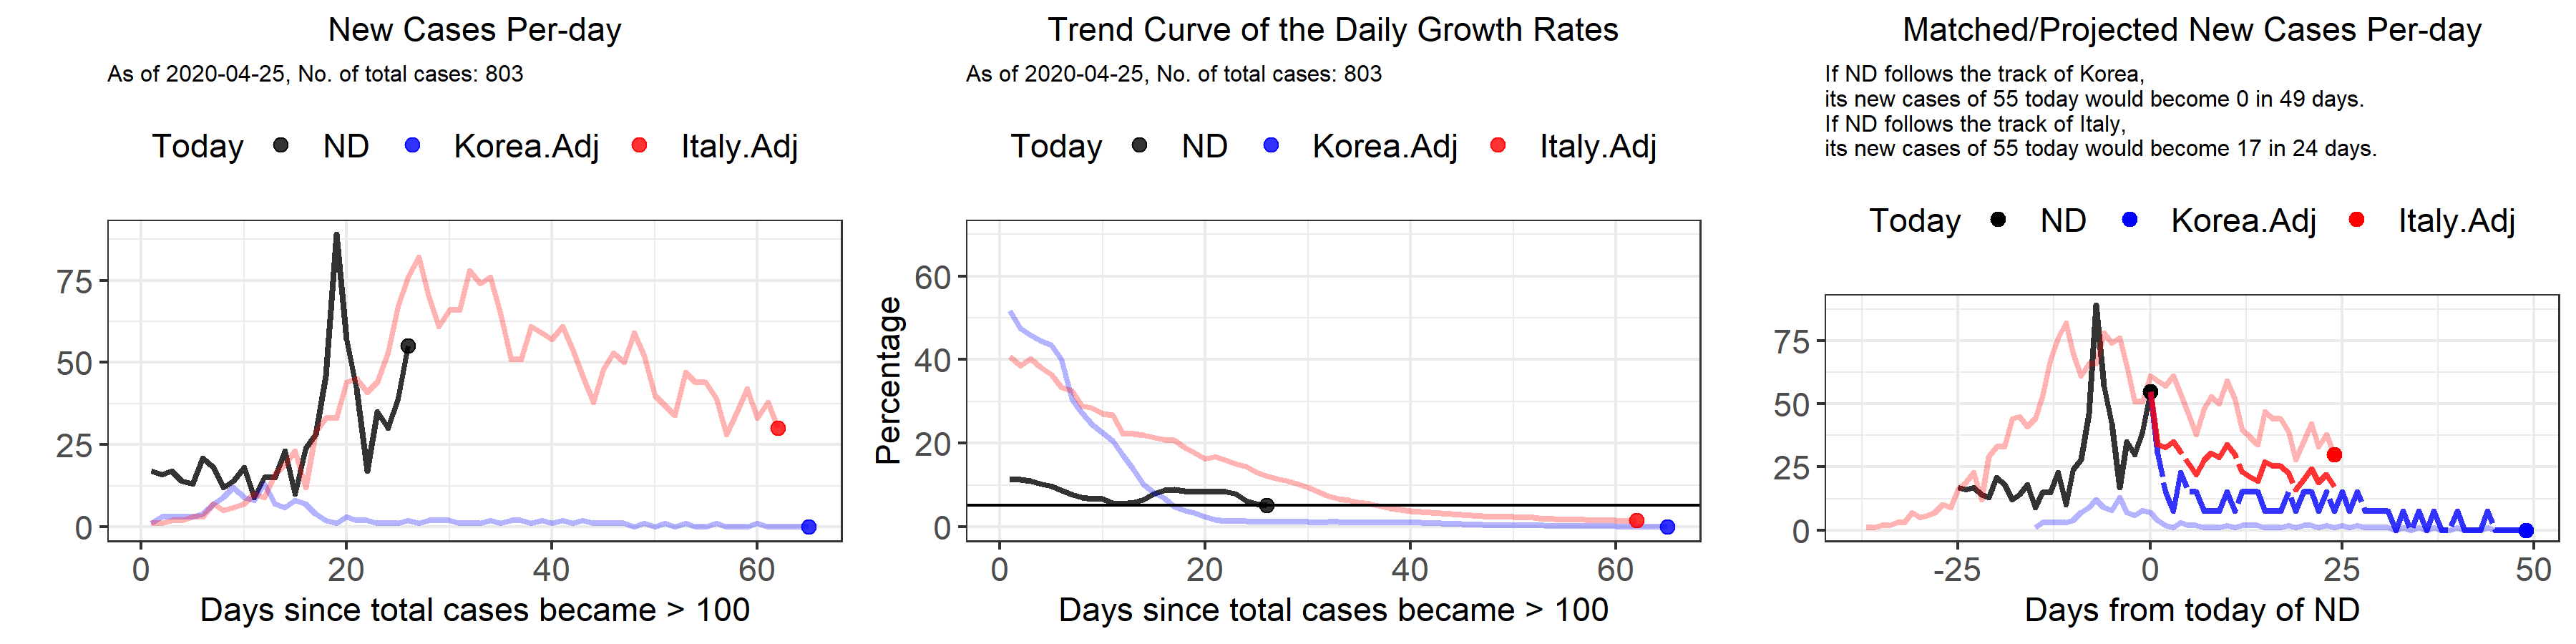 New Cases Per-day
As of 2020-04-25, No. of total cases: 803
Today ND Korea.Adj Italy.Adj
75
50
25
0
0 20 40 60
Days since total cases became > 100
Trend Curve of the Daily Growth Rates
As of 2020-04-25, No. of total cases: 803
Today ND Korea.Adj Italy.Adj
Percentage
60
40
20
0
0 20 40 60
Days since total cases became > 100
Matched/Projected New Cases Per-day
If ND follows the track of Korea,
its new cases of 55 today would become 0 in 49 days.
If ND follows the track of Italy,
its new cases of 55 today would become 17 in 24 days.
Today ND Korea.Adj Italy.Adj
75
50
25
0
-25 0 25 50
Days from today of ND